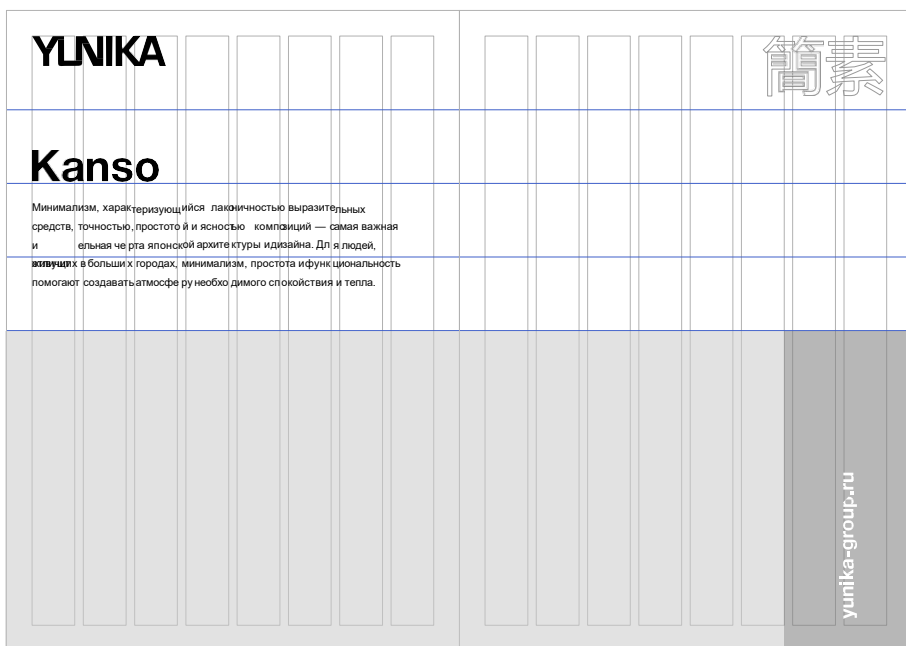 YUNIKA
簡素
Kanso
Минимализм, характеризующийся лаконичностью выразительных
средств, точностью, простотой и ясностью композиций — самая важная
и ельная черта японской архитектуры и дизайна. Для людей,
живущих в больших городах, минимализм, простота и функциональность
помогают создавать атмосферу необходимого спокойствия и тепла.
yunika-group.ru